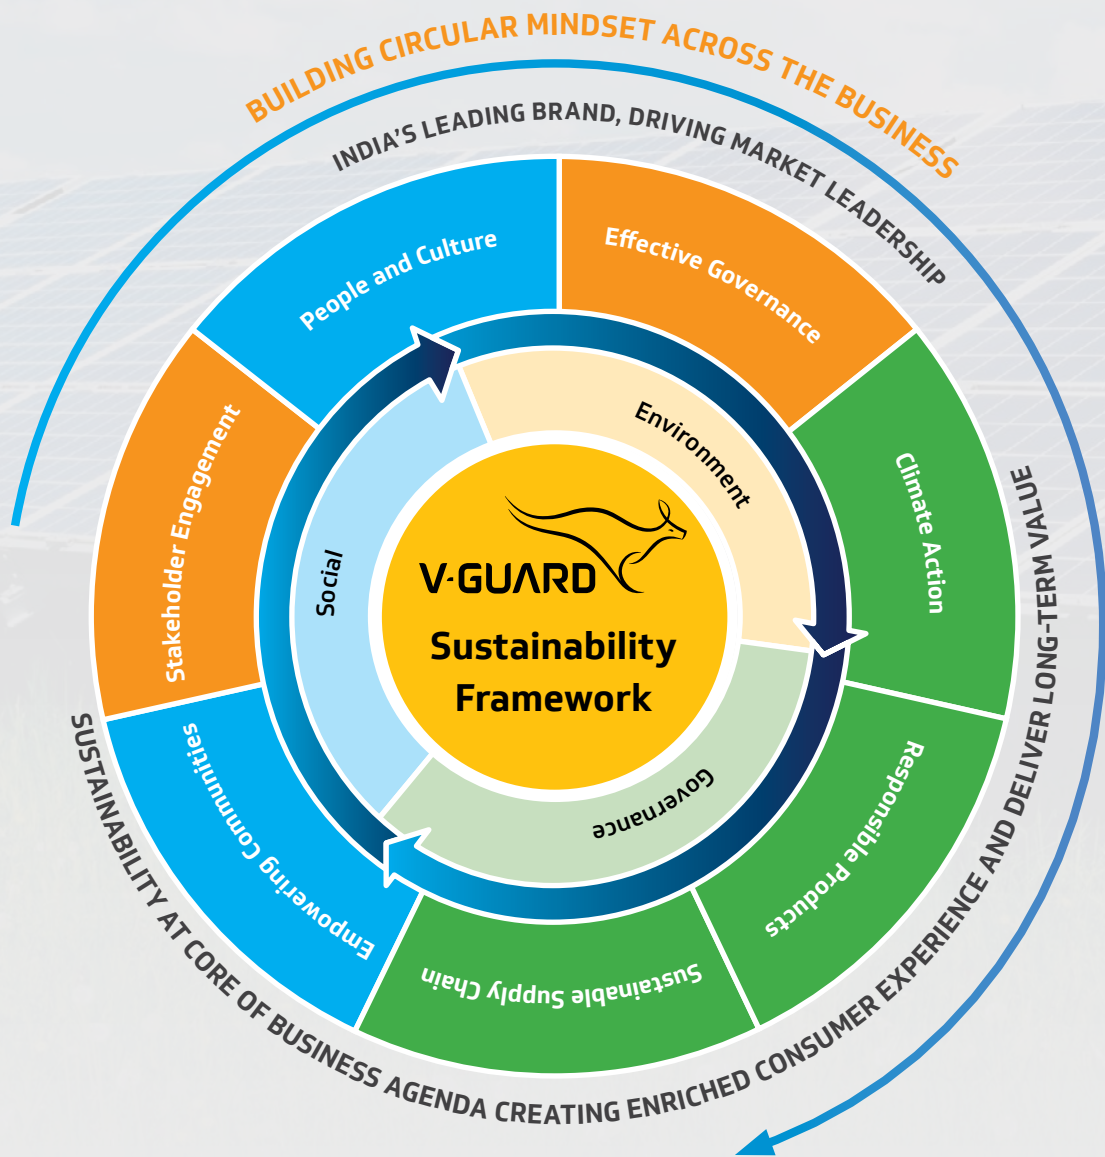 BUILDING CIRCULAR MINDSET ACROSS THE BUSINESS
INDIA'S LEADING BRAND, DRIVING MARKET LEADERSHIP
People and Culture
Effective Governance
Climate Action
Responsible Products
Sustainable Supply Chain
Empowering Communities
Stakeholder Engagement
Environment
Governance
Social
V-GUARD
Sustainability
Framework
SUSTAINABILITY AT CORE OF BUSINESS AGENDA CREATING ENRICHED CONSUMER EXPERIENCE AND DELIVER LONG-TERM VALUE